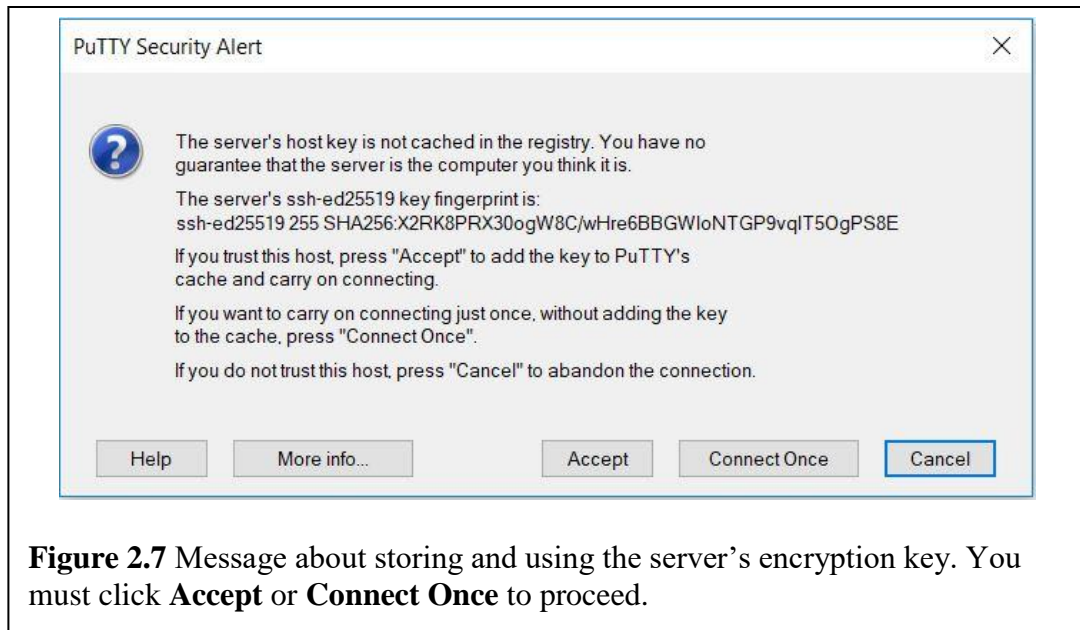 PuTTY Security Alert
The server's host key is not cached in the registry. You have no
guarantee that the server is the computer you think it is.
The server's ssh-ed25519 key fingerprint is:
ssh-ed25519 255 SHA256:X2RK8PRX30ogW8C/wHre6BBGWIoNTGP9vqIT5OgPS8E
If you trust this host, press "Accept" to add the key to PuTTY's
cache and carry on connecting.
If you want to carry on connecting just once, without adding the key
to the cache, press "Connect Once".
If you do not trust this host, press "Cancel" to abandon the connection.
Help More info... Accept Connect Once Cancel
Figure 2.7 Message about storing and using the server’s encryption key. You
must click Accept or Connect Once to proceed.